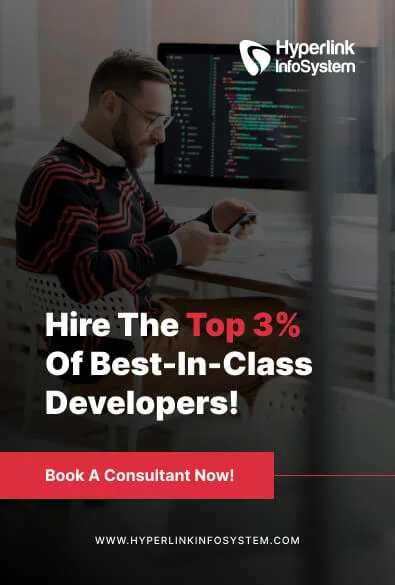 Hyperlink
InfoSystem
Hire The Top 3%
Of Best-In-Class
Developers!
Book A Consultant Now!
WWW.HYPERLINKINFOSYSTEM.COM